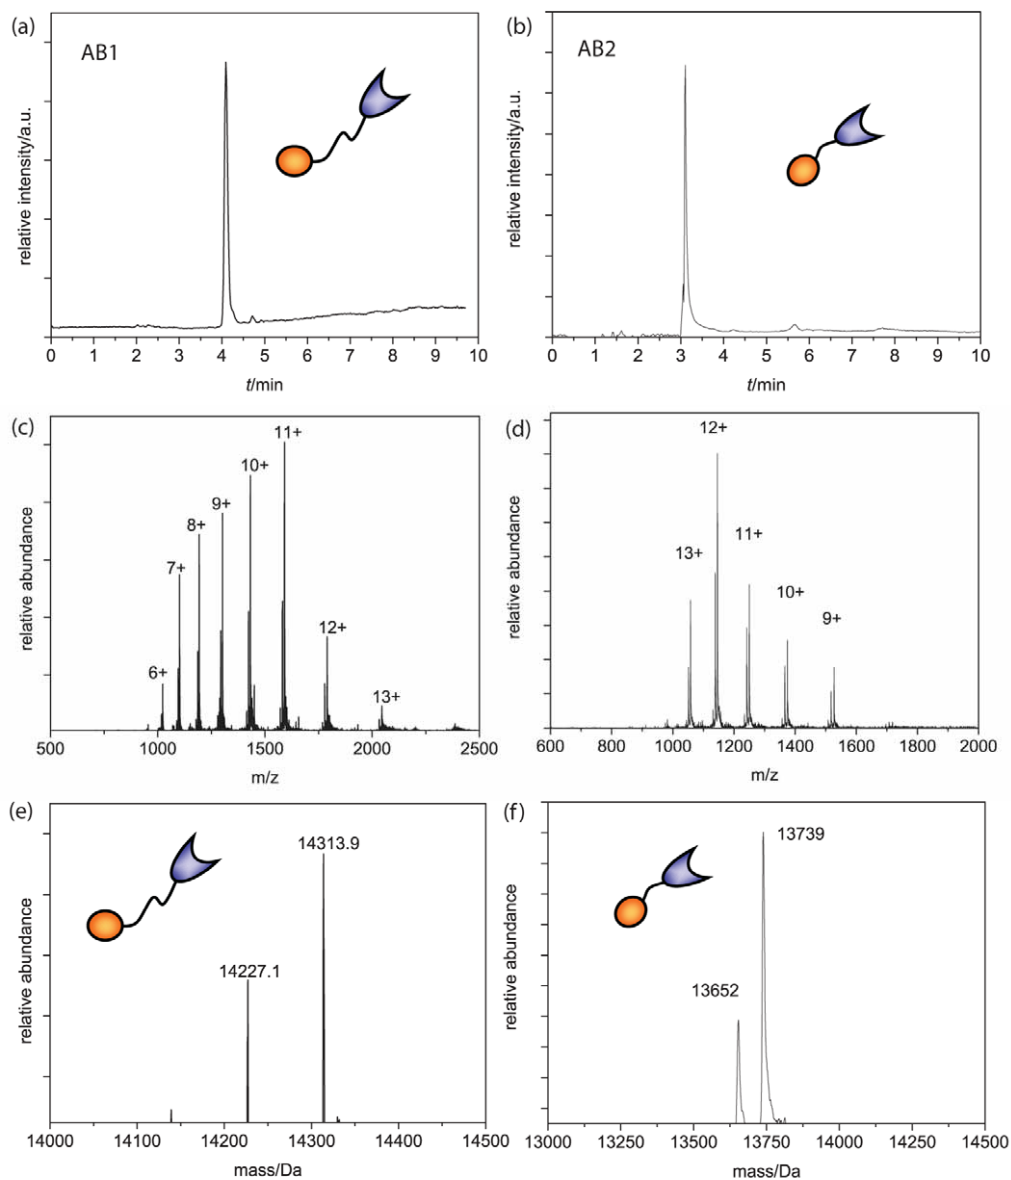 (a)
AB1
relative intensity/a.u.
0 1 2 3 4 5 6 7 8 9 10
t/min
(b)
AB2
relative intensity/a.u.
0 1 2 3 4 5 6 7 8 9 10
t/min
(c)
6+
7+
8+
9+
10+
11+
12+
13+
relative abundance
500 1000 1500 2000 2500
m/z
(d)
13+
12+
11+
10+
9+
relative abundance
600 800 1000 1200 1400 1600 1800 2000
m/z
(e)
14313.9
14227.1
relative abundance
14000 14100 14200 14300 14400 14500
mass/Da
(f)
13739
13652
relative abundance
13000 13250 13500 13750 14000 14250 14500
mass/Da